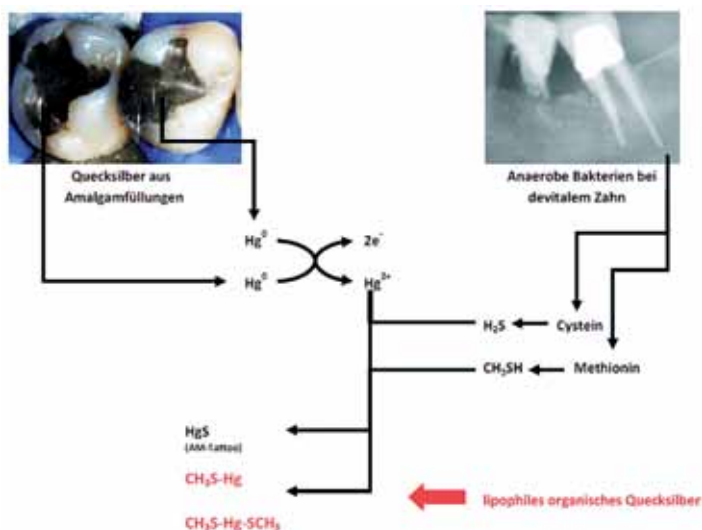 Quecksilber aus
Amalgamfüllungen
Anaerobe Bakterien bei
devitalem Zahn
Hg⁰ 2e⁻
Hg⁰ Hg²⁺
H₂S Cystein
CH₃SH Methionin
HgS
(AM-Tattoo)
CH₃S-Hg
lipophiles organisches Quecksilber
CH₃S-Hg-SCH₃